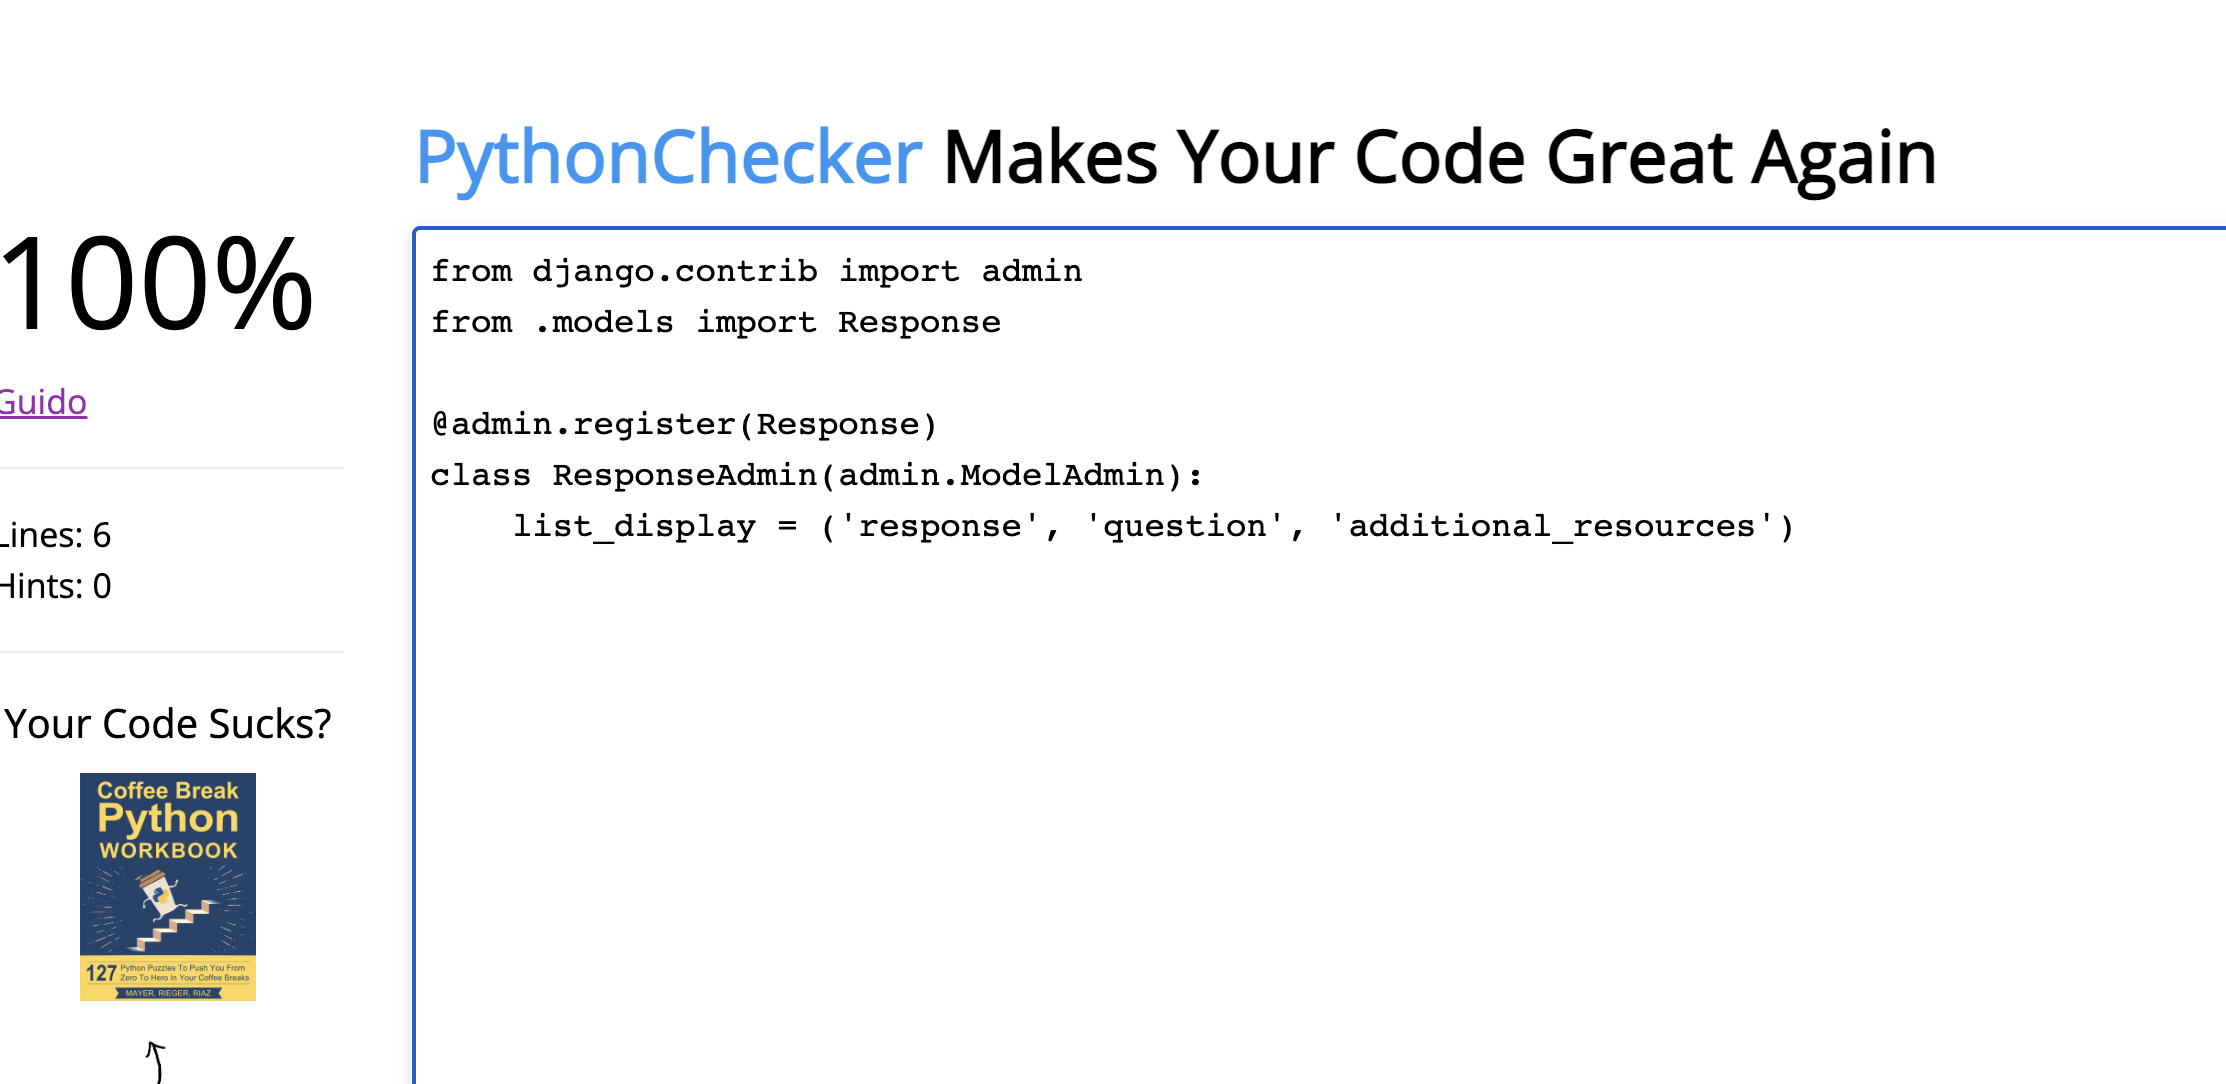 PythonChecker Makes Your Code Great Again
100%
Guido
Lines: 6
Hints: 0
Your Code Sucks?
Coffee Break
Python
WORKBOOK
127 Python Puzzles To Push You From
Zero To Hero In Your Coffee Breaks
MAYER, RIEGER, RIAZ
from django.contrib import admin
from .models import Response
@admin.register(Response)
class ResponseAdmin(admin.ModelAdmin):
    list_display = ('response', 'question', 'additional_resources')